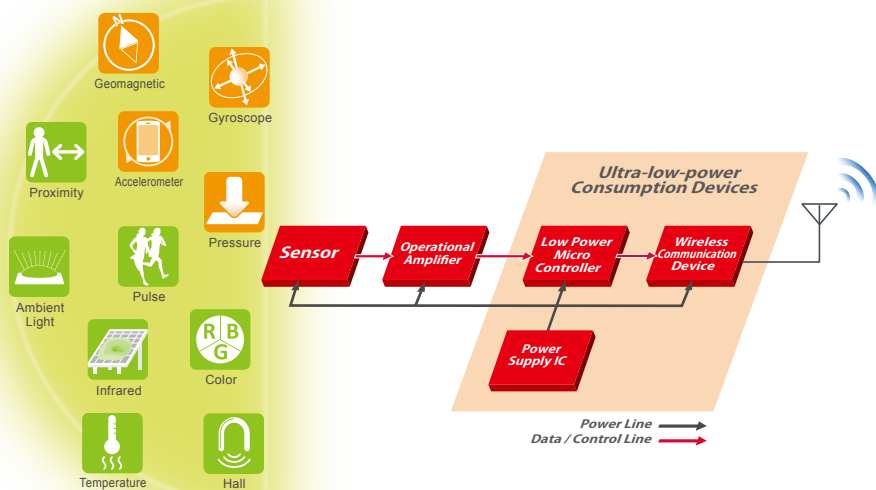 Geomagnetic
Gyroscope
Proximity
Accelerometer
Pressure
Ambient
Light
Pulse
R B
G
Infrared
Color
Temperature
Hall
Ultra-low-power
Consumption Devices
Sensor
Operational
Amplifier
Low Power
Micro
Controller
Wireless
Communication
Device
Power
Supply IC
Power Line
Data / Control Line